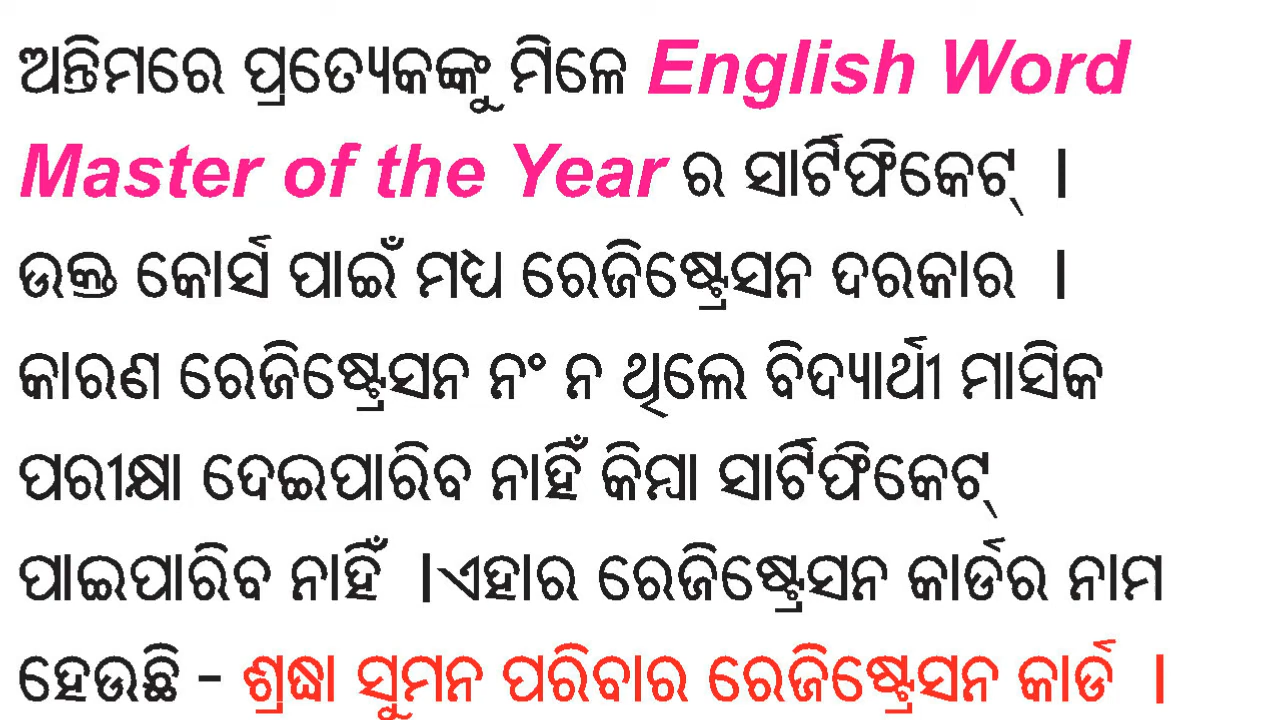 ଅନ୍ତିମରେ ପ୍ରତ୍ୟେକଙ୍କୁ ମିଳେ English Word
Master of the Year ର ସାର୍ଟିଫିକେଟ୍ ।
ଉକ୍ତ କୋର୍ସ ପାଇଁ ମଧ୍ୟ ରେଜିଷ୍ଟ୍ରେସନ ଦରକାର ।
କାରଣ ରେଜିଷ୍ଟ୍ରେସନ ନଂ ନ ଥିଲେ ବିଦ୍ୟାର୍ଥୀ ମାସିକ
ପରୀକ୍ଷା ଦେଇପାରିବ ନାହିଁ କିମ୍ବା ସାର୍ଟିଫିକେଟ୍
ପାଇପାରିବ ନାହିଁ ।ଏହାର ରେଜିଷ୍ଟ୍ରେସନ କାର୍ଡର ନାମ
ହେଉଛି - ଶ୍ରଦ୍ଧା ସୁମନ ପରିବାର ରେଜିଷ୍ଟ୍ରେସନ କାର୍ଡ ।